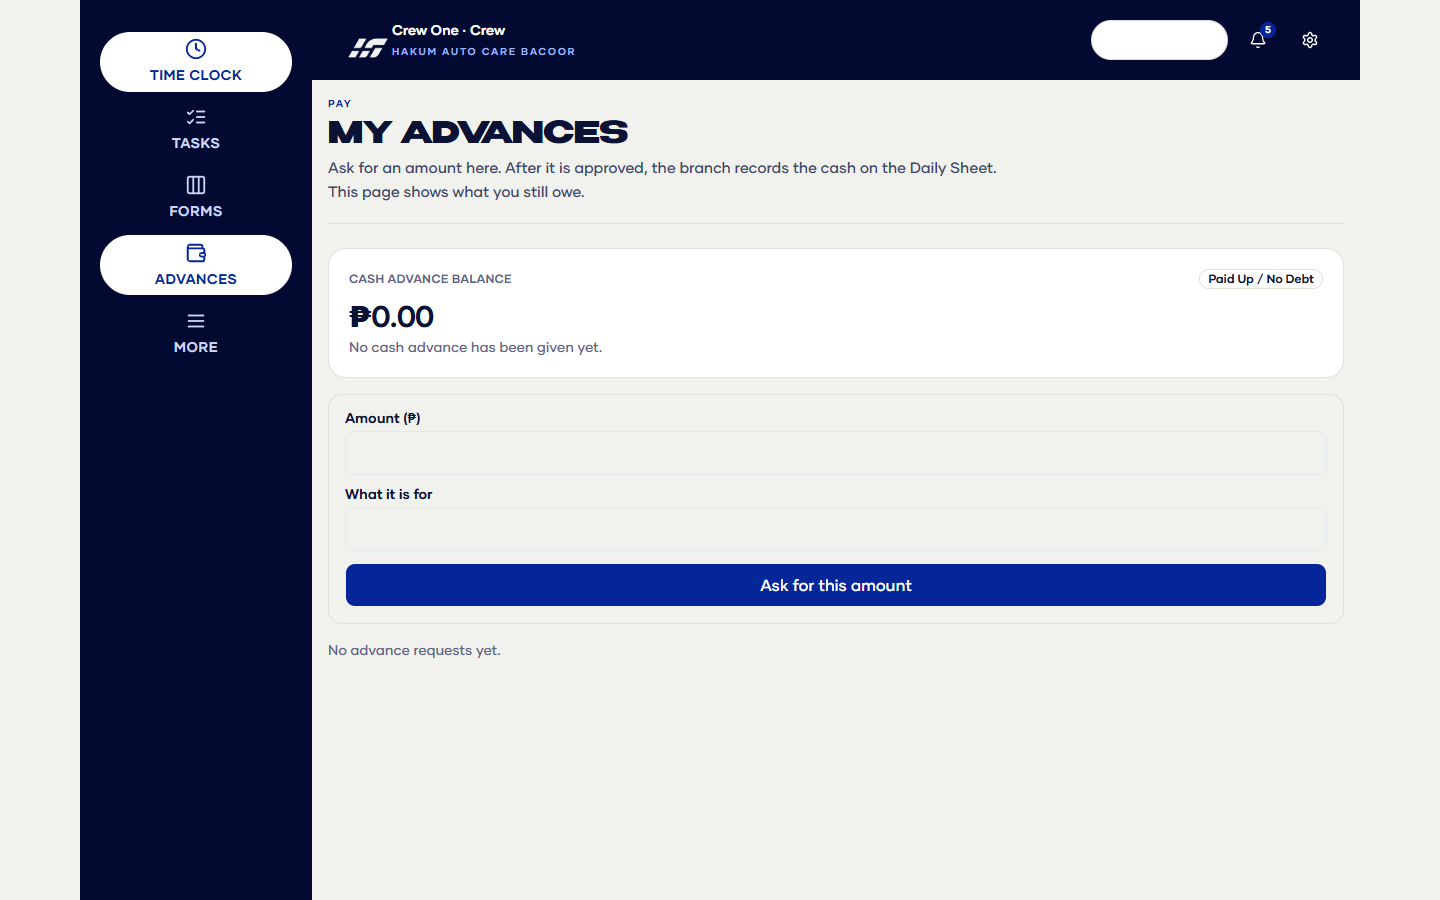 TIME CLOCK
TASKS
FORMS
ADVANCES
MORE
Crew One · Crew
HAKUM AUTO CARE BACOOR
5
PAY
MY ADVANCES
Ask for an amount here. After it is approved, the branch records the cash on the Daily Sheet.
This page shows what you still owe.
CASH ADVANCE BALANCE
Paid Up / No Debt
₱0.00
No cash advance has been given yet.
Amount (₱)
What it is for
Ask for this amount
No advance requests yet.